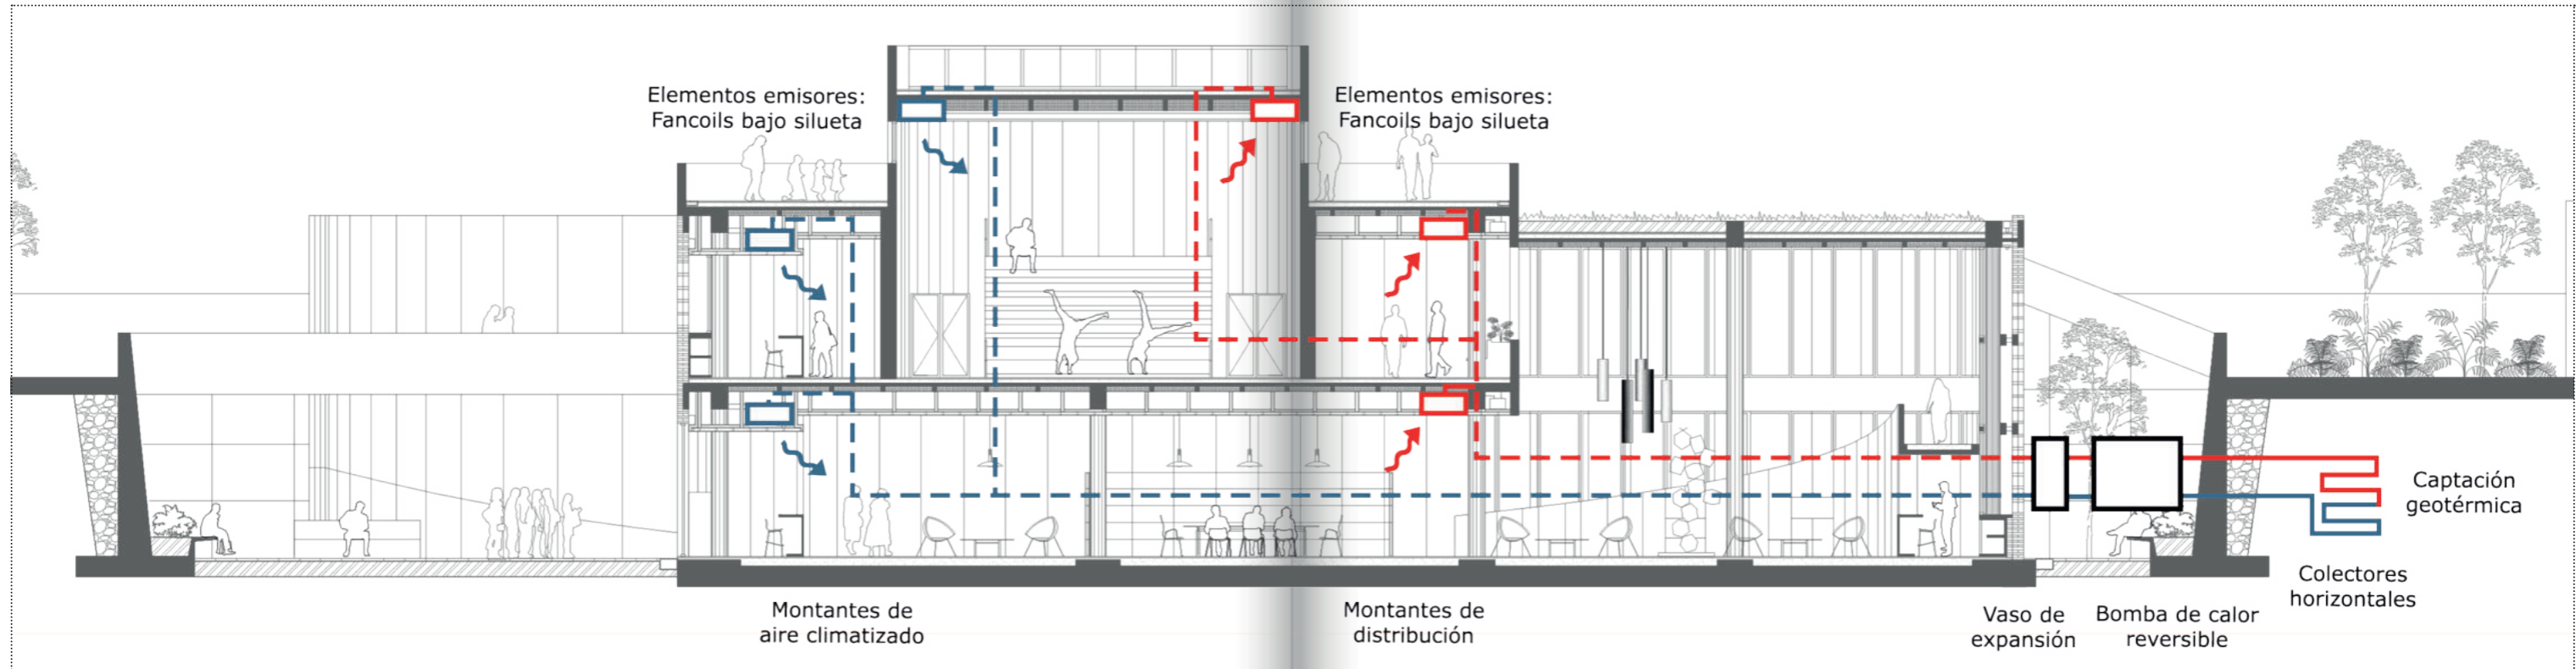 Elementos emisores:
Fancoils bajo silueta
Elementos emisores:
Fancoils bajo silueta
Captación
geotérmica
Colectores
horizontales
Montantes de
aire climatizado
Montantes de
distribución
Vaso de
expansión
Bomba de calor
reversible